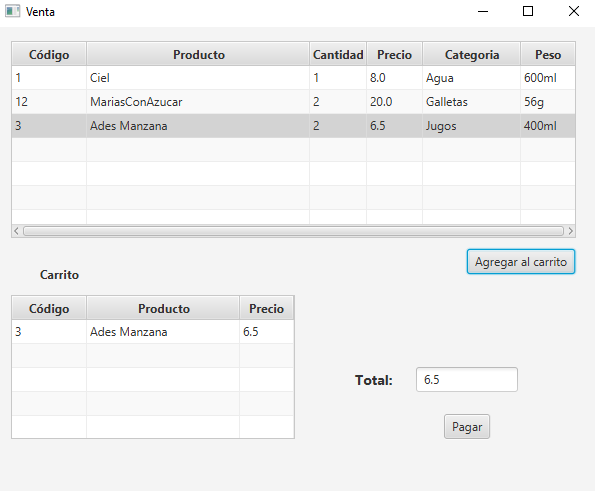 Venta
Código Producto Cantidad Precio Categoria Peso
1 Ciel 1 8.0 Agua 600ml
12 MariasConAzucar 2 20.0 Galletas 56g
3 Ades Manzana 2 6.5 Jugos 400ml
Agregar al carrito
Carrito
Código Producto Precio
3 Ades Manzana 6.5
Total: 6.5
Pagar